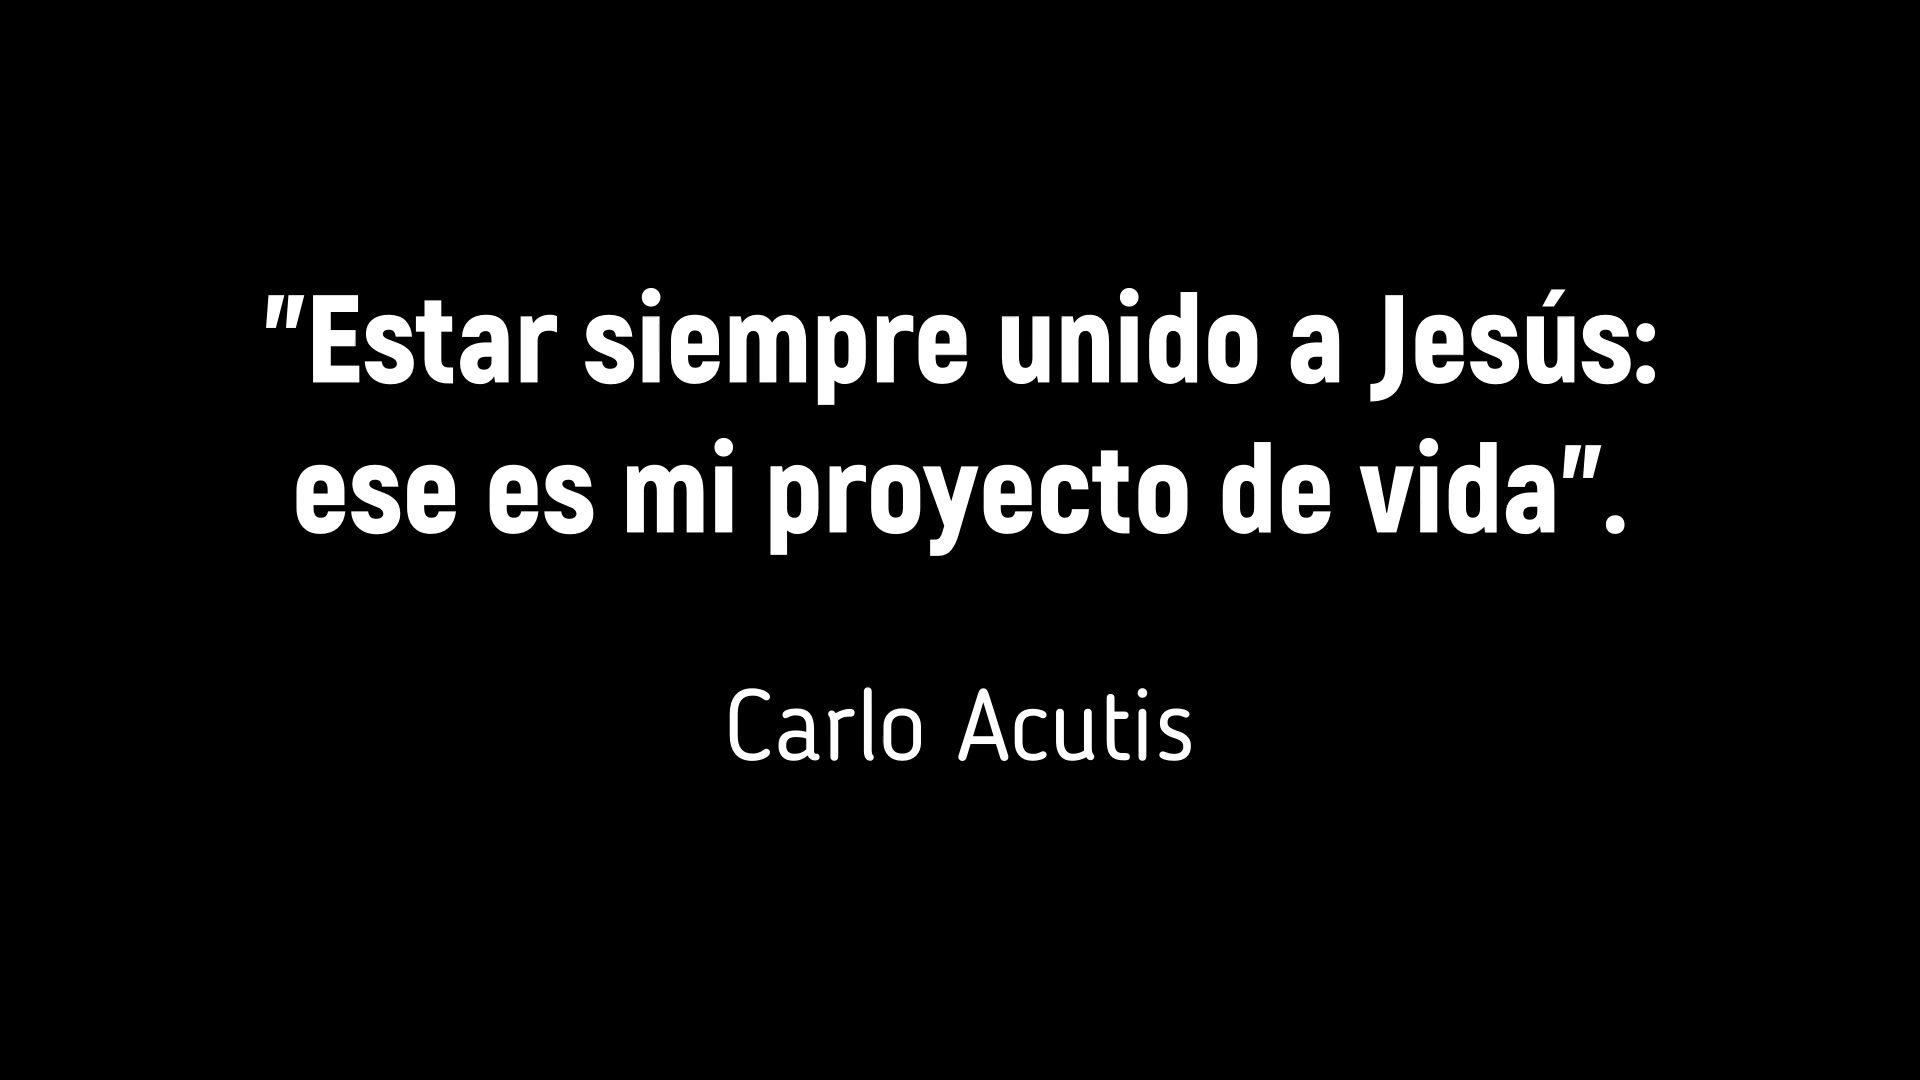 "Estar siempre unido a Jesús:
ese es mi proyecto de vida".
Carlo Acutis